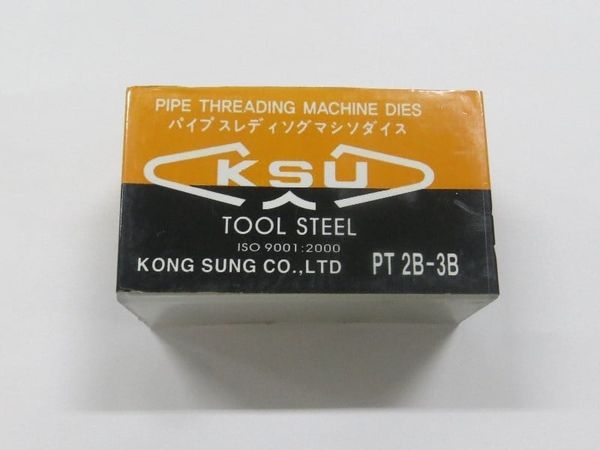 PIPE THREADING MACHINE DIES
パイプスレディソグマシソダイス
KSU
TOOL STEEL
ISO 9001:2000
KONG SUNG CO.,LTD PT 2B-3B